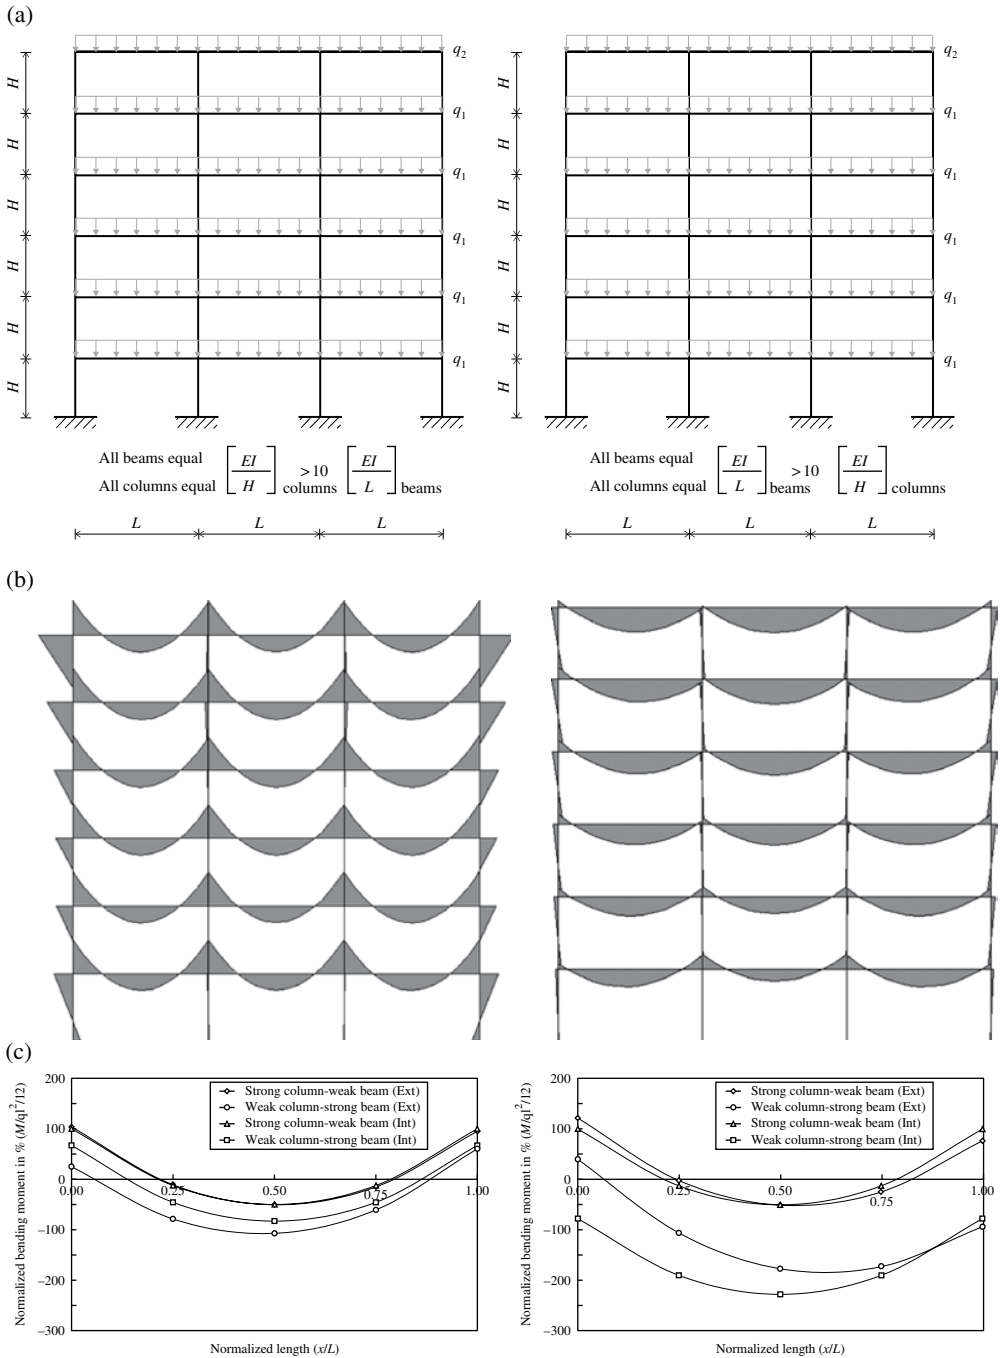 (a)
q2
q2
H
H
q1
q1
H
H
q1
q1
H
H
q1
q1
H
H
q1
q1
H
H
q1
q1
H
H
All beams equal
All columns equal
[EI/H] columns >10 [EI/L] beams
All beams equal
All columns equal
[EI/L] beams >10 [EI/H] columns
L L L
L L L
(b)
(c)
Normalized bending moment in % (M/ql²/12)
200
100
0
−100
−200
−300
Strong column-weak beam (Ext)
Weak column-strong beam (Ext)
Strong column-weak beam (Int)
Weak column-strong beam (Int)
0.00 0.25 0.50 0.75 1.00
Normalized length (x/L)
Normalized bending moment in % (M/ql²/12)
200
100
0
−100
−200
−300
Strong column-weak beam (Ext)
Weak column-strong beam (Ext)
Strong column-weak beam (Int)
Weak column-strong beam (Int)
0.00 0.25 0.50 0.75 1.00
Normalized length (x/L)